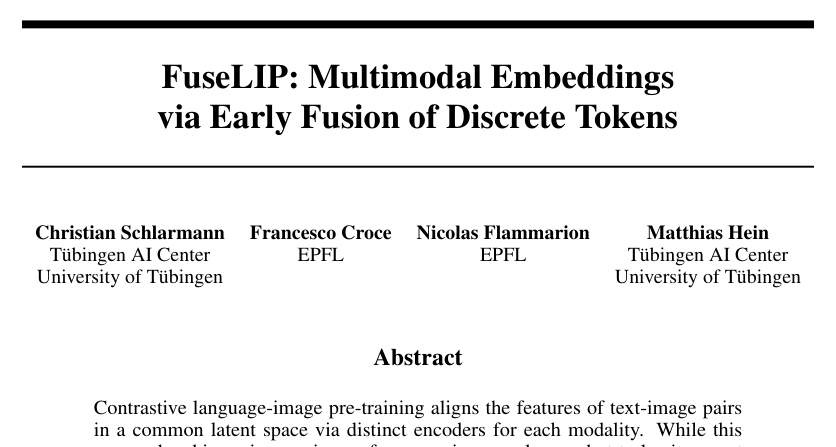 FuseLIP: Multimodal Embeddings
via Early Fusion of Discrete Tokens
Christian Schlarmann Francesco Croce Nicolas Flammarion Matthias Hein
Tübingen AI Center EPFL EPFL Tübingen AI Center
University of Tübingen University of Tübingen
Abstract
Contrastive language-image pre-training aligns the features of text-image pairs
in a common latent space via distinct encoders for each modality. While this